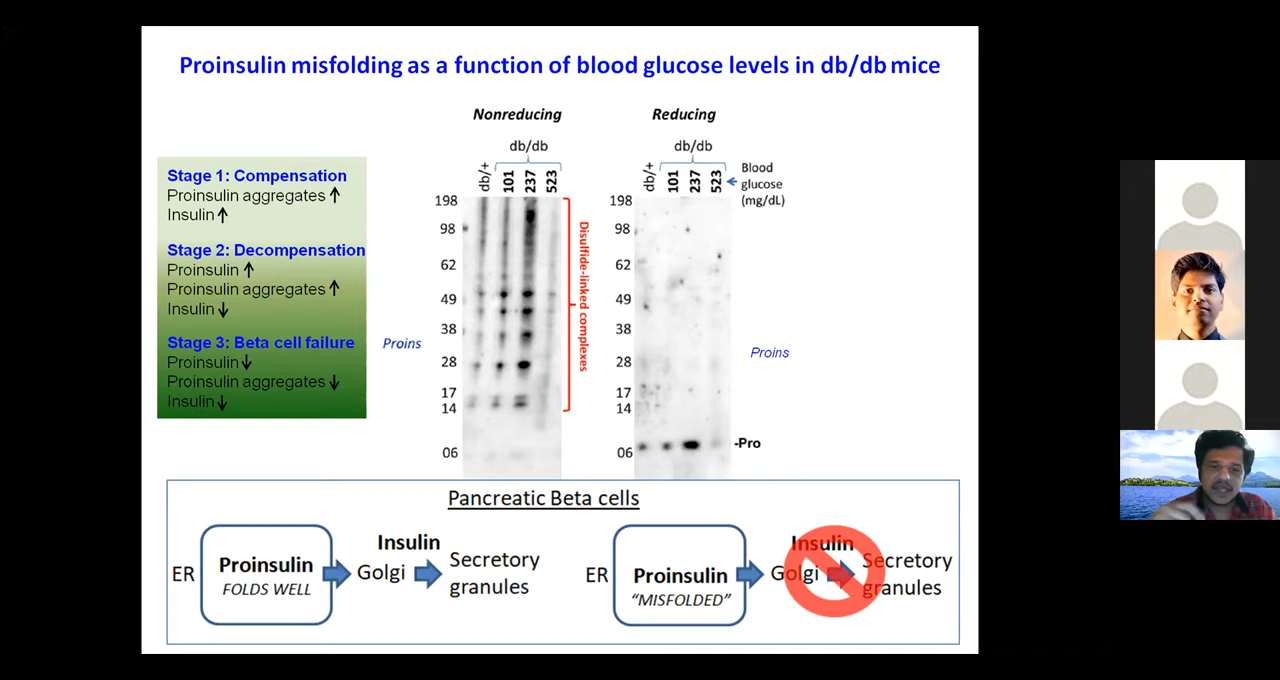 Proinsulin misfolding as a function of blood glucose levels in db/db mice
Stage 1: Compensation
Proinsulin aggregates ↑
Insulin ↑
Stage 2: Decompensation
Proinsulin ↑
Proinsulin aggregates ↑
Insulin ↓
Stage 3: Beta cell failure
Proinsulin ↓
Proinsulin aggregates ↓
Insulin ↓
Proins
Nonreducing
db/db
db/+
101
237
523
198
98
62
49
38
28
17
14
06
Disulfide-linked complexes
Reducing
db/db
db/+
101
237
523
Blood
glucose
(mg/dL)
198
98
62
49
38
28
17
14
06
Proins
-Pro
Pancreatic Beta cells
ER
Proinsulin
FOLDS WELL
Golgi
Insulin
Secretory
granules
ER
Proinsulin
“MISFOLDED”
Golgi
Insulin
Secretory
granules